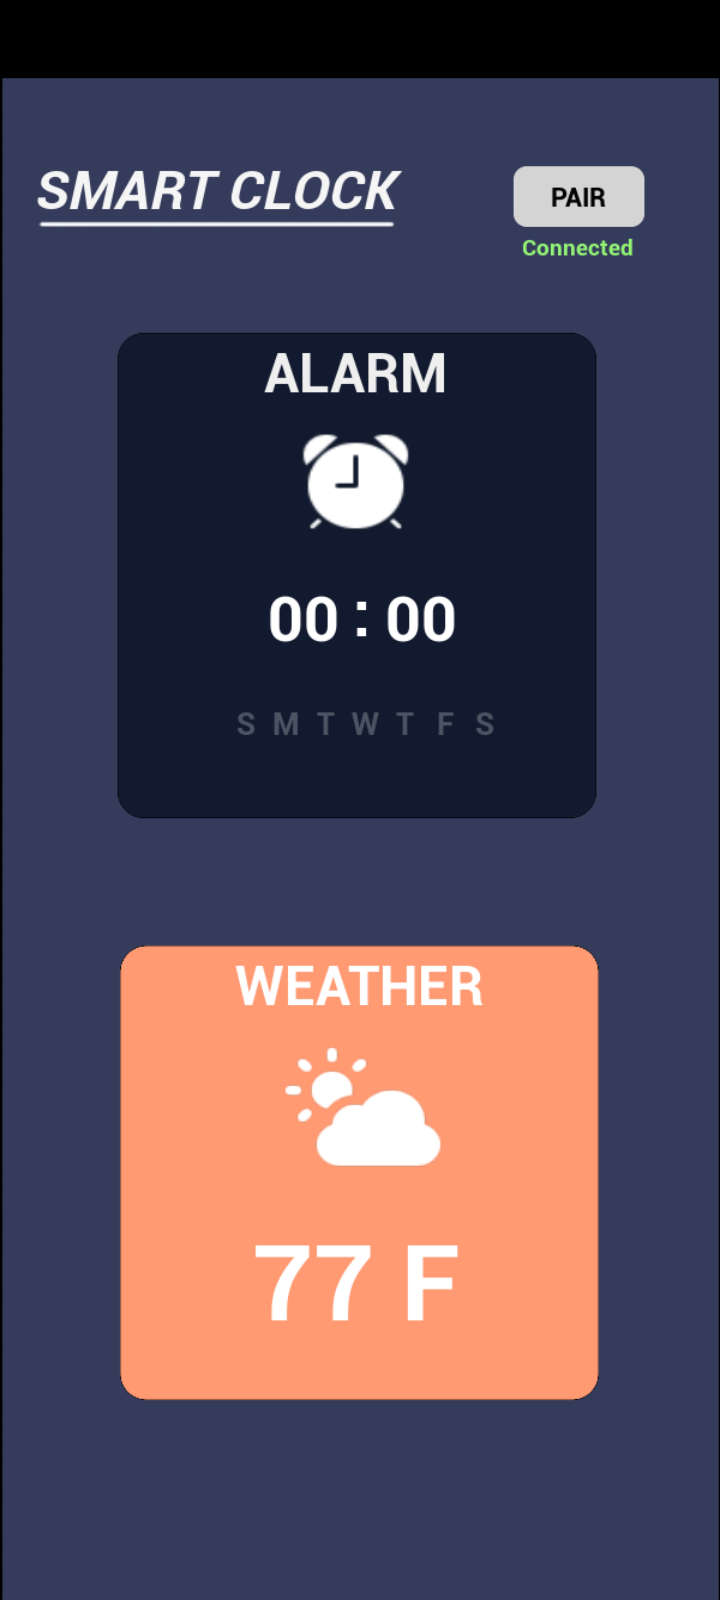 SMART CLOCK
PAIR
Connected
ALARM
00 : 00
S M T W T F S
WEATHER
77 F